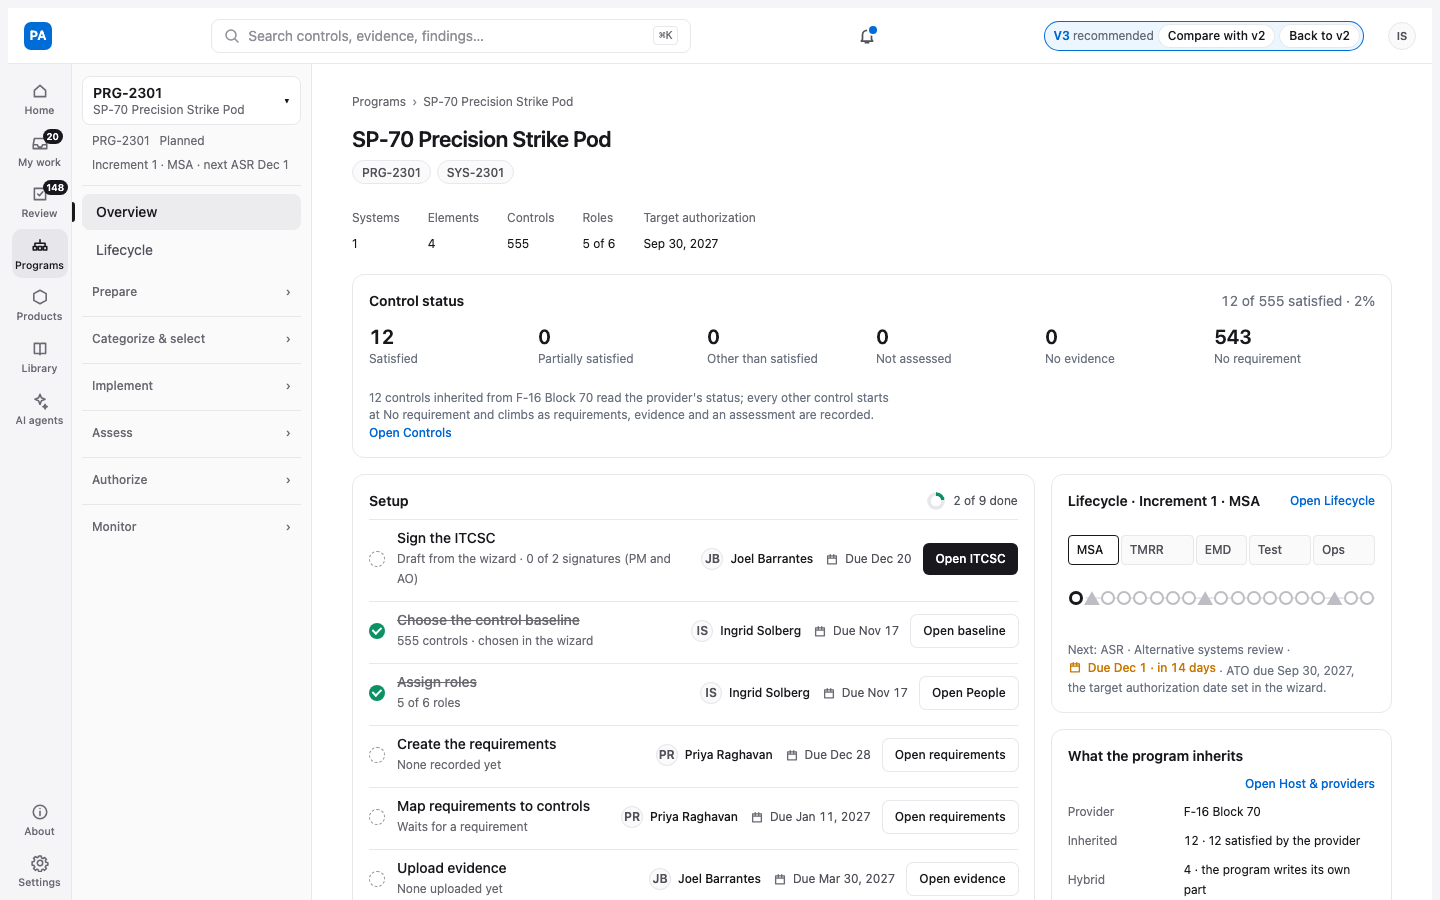 PA
Search controls, evidence, findings...
⌘K
V3 recommended
Compare with v2
Back to v2
IS
Home
20
My work
148
Review
Programs
Products
Library
AI agents
About
Settings
PRG-2301
SP-70 Precision Strike Pod
PRG-2301 Planned
Increment 1 · MSA · next ASR Dec 1
Overview
Lifecycle
Prepare
Categorize & select
Implement
Assess
Authorize
Monitor
Programs › SP-70 Precision Strike Pod
SP-70 Precision Strike Pod
PRG-2301 SYS-2301
Systems Elements Controls Roles Target authorization
1 4 555 5 of 6 Sep 30, 2027
Control status
12 of 555 satisfied · 2%
12 0 0 0 0 543
Satisfied Partially satisfied Other than satisfied Not assessed No evidence No requirement
12 controls inherited from F-16 Block 70 read the provider's status; every other control starts
at No requirement and climbs as requirements, evidence and an assessment are recorded.
Open Controls
Setup
2 of 9 done
Sign the ITCSC
Draft from the wizard · 0 of 2 signatures (PM and
AO)
JB Joel Barrantes Due Dec 20 Open ITCSC
Choose the control baseline
555 controls · chosen in the wizard
IS Ingrid Solberg Due Nov 17 Open baseline
Assign roles
5 of 6 roles
IS Ingrid Solberg Due Nov 17 Open People
Create the requirements
None recorded yet
PR Priya Raghavan Due Dec 28 Open requirements
Map requirements to controls
Waits for a requirement
PR Priya Raghavan Due Jan 11, 2027 Open requirements
Upload evidence
None uploaded yet
JB Joel Barrantes Due Mar 30, 2027 Open evidence
Lifecycle · Increment 1 · MSA
Open Lifecycle
MSA TMRR EMD Test Ops
Next: ASR · Alternative systems review ·
Due Dec 1 · in 14 days · ATO due Sep 30, 2027,
the target authorization date set in the wizard.
What the program inherits
Open Host & providers
Provider F-16 Block 70
Inherited 12 · 12 satisfied by the provider
Hybrid 4 · the program writes its own
part